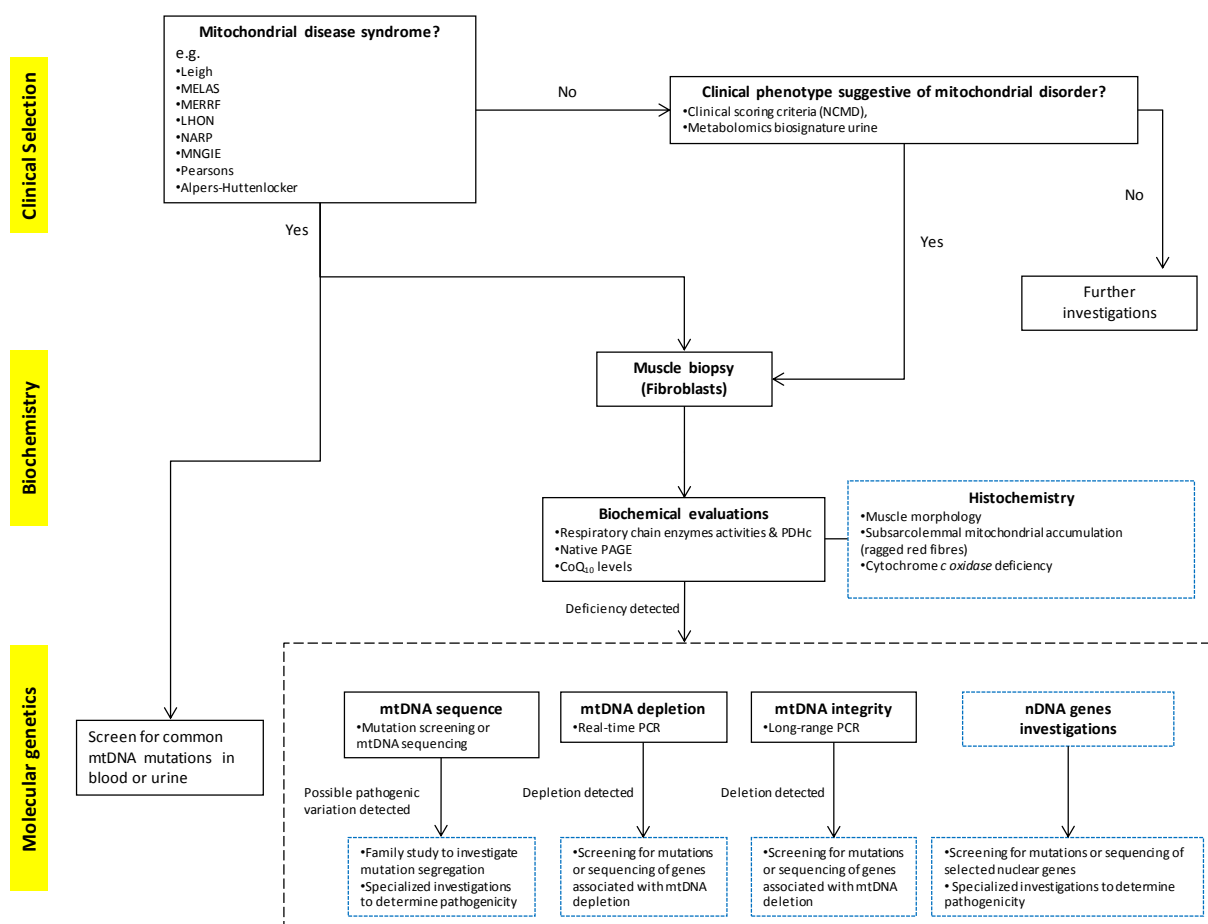 Clinical Selection
Mitochondrial disease syndrome?
e.g.
•Leigh
•MELAS
•MERRF
•LHON
•NARP
•MNGIE
•Pearsons
•Alpers-Huttenlocker
No
Clinical phenotype suggestive of mitochondrial disorder?
•Clinical scoring criteria (NCMD),
•Metabolomics biosignature urine
Yes
Yes
No
Further
investigations
Biochemistry
Muscle biopsy
(Fibroblasts)
Biochemical evaluations
•Respiratory chain enzymes activities & PDHc
•Native PAGE
•CoQ₁₀ levels
Histochemistry
•Muscle morphology
•Subsarcolemmal mitochondrial accumulation
(ragged red fibres)
•Cytochrome c oxidase deficiency
Deficiency detected
Molecular genetics
Screen for common
mtDNA mutations in
blood or urine
mtDNA sequence
•Mutation screening or
mtDNA sequencing
mtDNA depletion
•Real-time PCR
mtDNA integrity
•Long-range PCR
nDNA genes
investigations
Possible pathogenic
variation detected
Depletion detected
Deletion detected
•Family study to investigate
mutation segregation
•Specialized investigations
to determine pathogenicity
•Screening for mutations
or sequencing of genes
associated with mtDNA
depletion
•Screening for mutations
or sequencing of genes
associated with mtDNA
deletion
•Screening for mutations or sequencing of
selected nuclear genes
• Specialized investigations to determine
pathogenicity